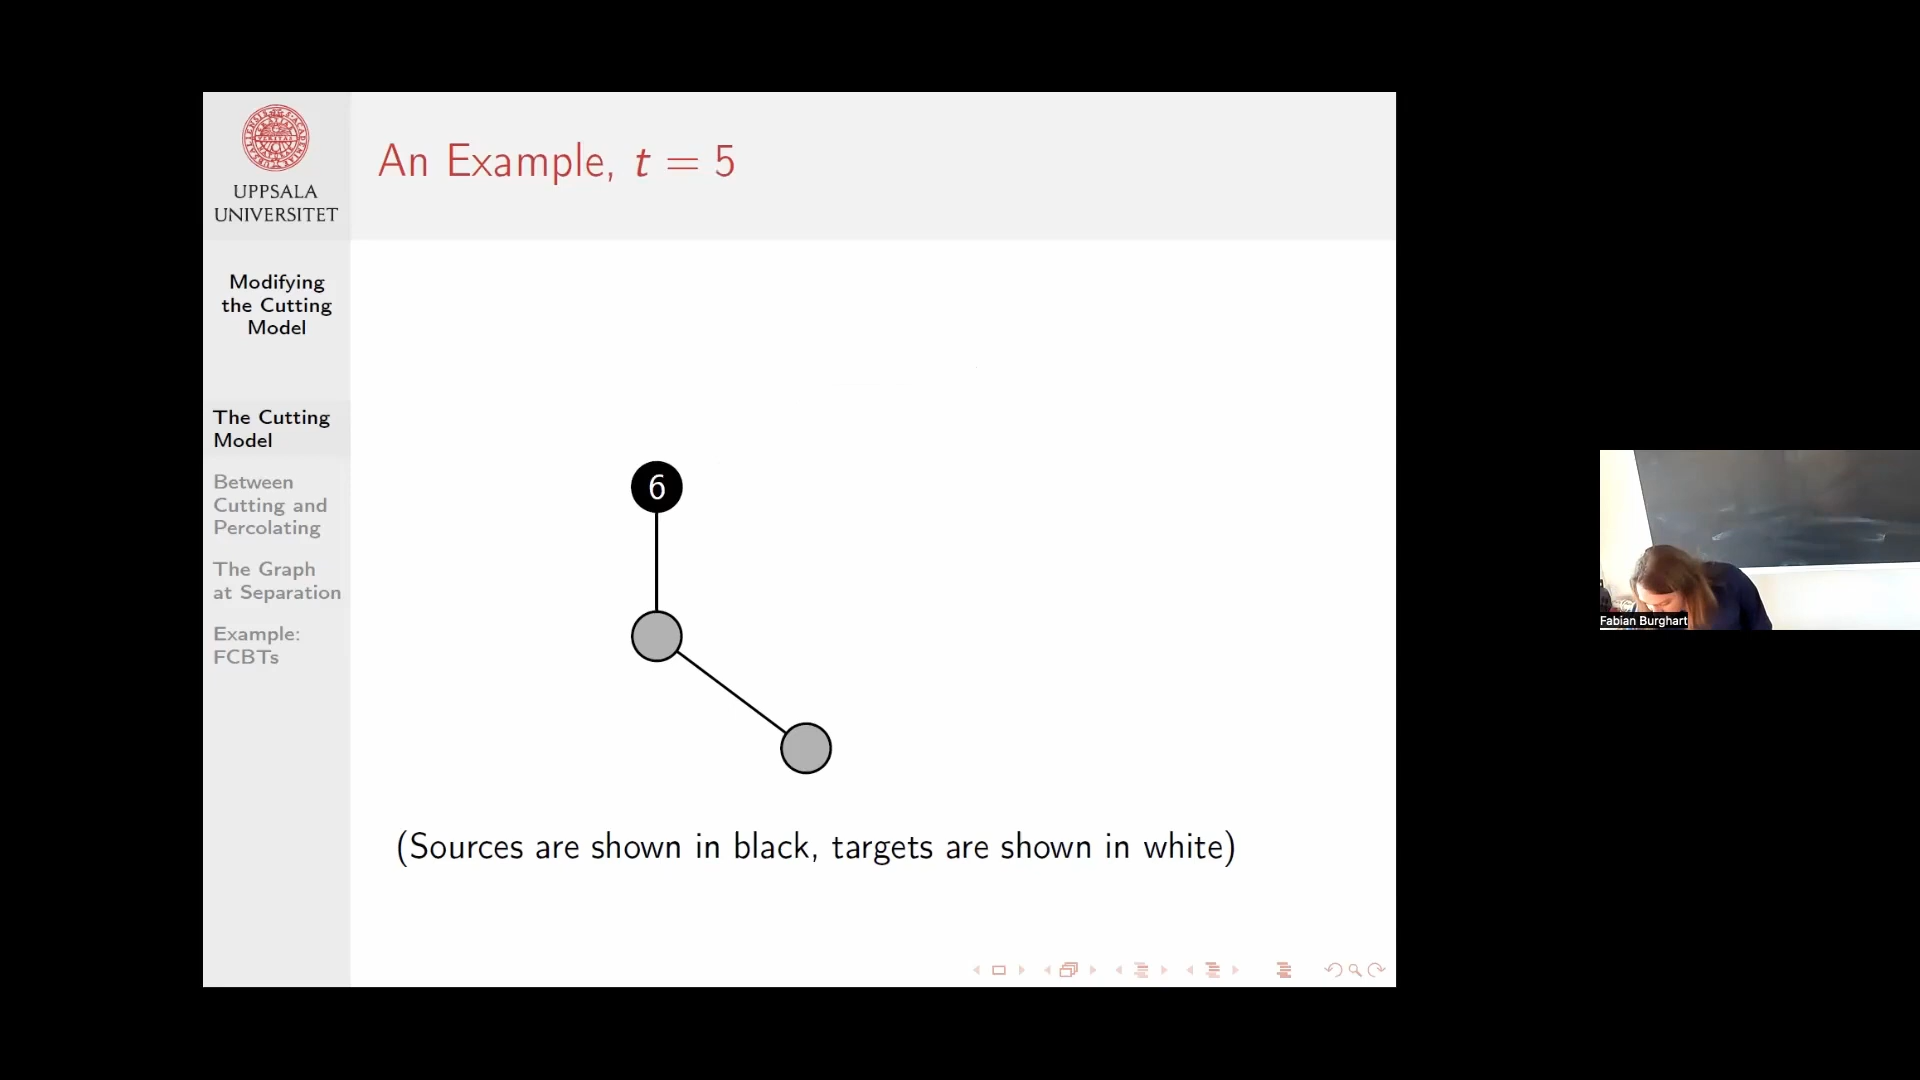 UPPSALA
UNIVERSITET
Modifying
the Cutting
Model
The Cutting
Model
Between
Cutting and
Percolating
The Graph
at Separation
Example:
FCBTs
An Example, t = 5
6
(Sources are shown in black, targets are shown in white)
Fabian Burghart